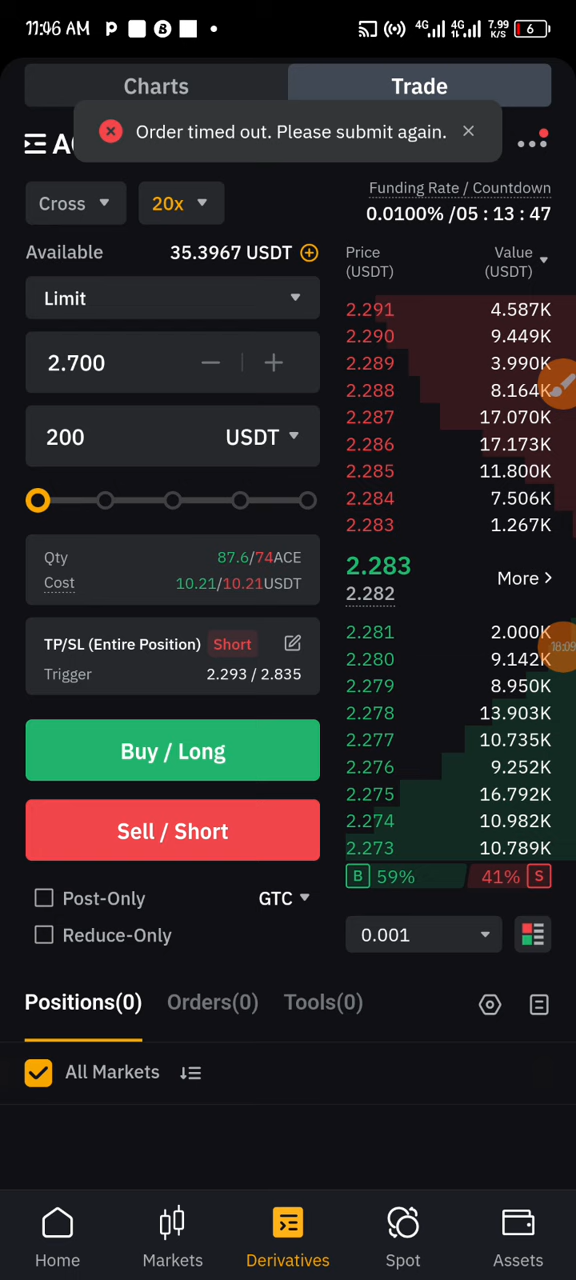 11:46 AM P B 4G 4G 7.99 K/S 6
Charts Trade
Order timed out. Please submit again. ×
Cross 20x
Funding Rate / Countdown
0.0100% /05 : 13 : 47
Available 35.3967 USDT
Price (USDT) Value (USDT)
Limit
2.700
200 USDT
Qty 87.6/74ACE
Cost 10.21/10.21USDT
TP/SL (Entire Position) Short
Trigger 2.293 / 2.835
Buy / Long
Sell / Short
Post-Only GTC
Reduce-Only
2.291 4.587K
2.290 9.449K
2.289 3.990K
2.288 8.164K
2.287 17.070K
2.286 17.173K
2.285 11.800K
2.284 7.506K
2.283 1.267K
2.283
2.282 More >
2.281 2.000K
2.280 9.142K
2.279 8.950K
2.278 13.903K
2.277 10.735K
2.276 9.252K
2.275 16.792K
2.274 10.982K
2.273 10.789K
B 59% 41% S
0.001
18:09
Positions(0) Orders(0) Tools(0)
All Markets
Home Markets Derivatives Spot Assets